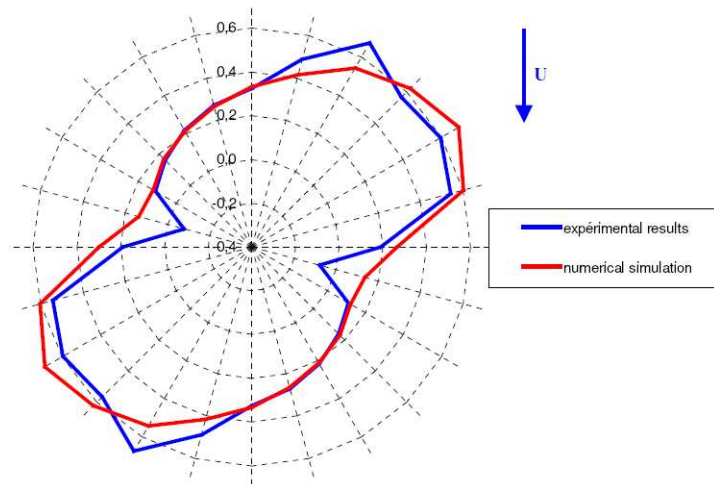 0,6
U
0,4
0,2
0,0
-0,2
-0,4
expérimental results
numerical simulation